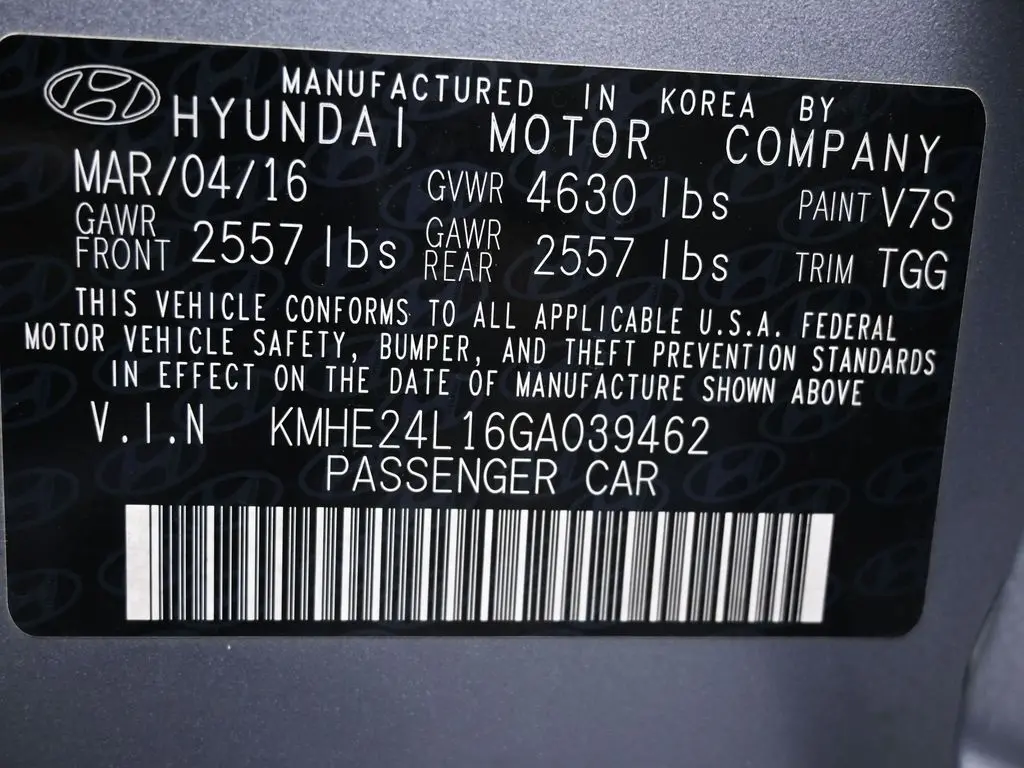 MANUFACTURED IN KOREA BY
HYUNDAI MOTOR COMPANY
MAR/04/16 GVWR 4630 lbs PAINT V7S
GAWR FRONT 2557 lbs GAWR REAR 2557 lbs TRIM TGG
THIS VEHICLE CONFORMS TO ALL APPLICABLE U.S.A. FEDERAL
MOTOR VEHICLE SAFETY, BUMPER, AND THEFT PREVENTION STANDARDS
IN EFFECT ON THE DATE OF MANUFACTURE SHOWN ABOVE
V.I.N KMHE24L16GA039462
PASSENGER CAR